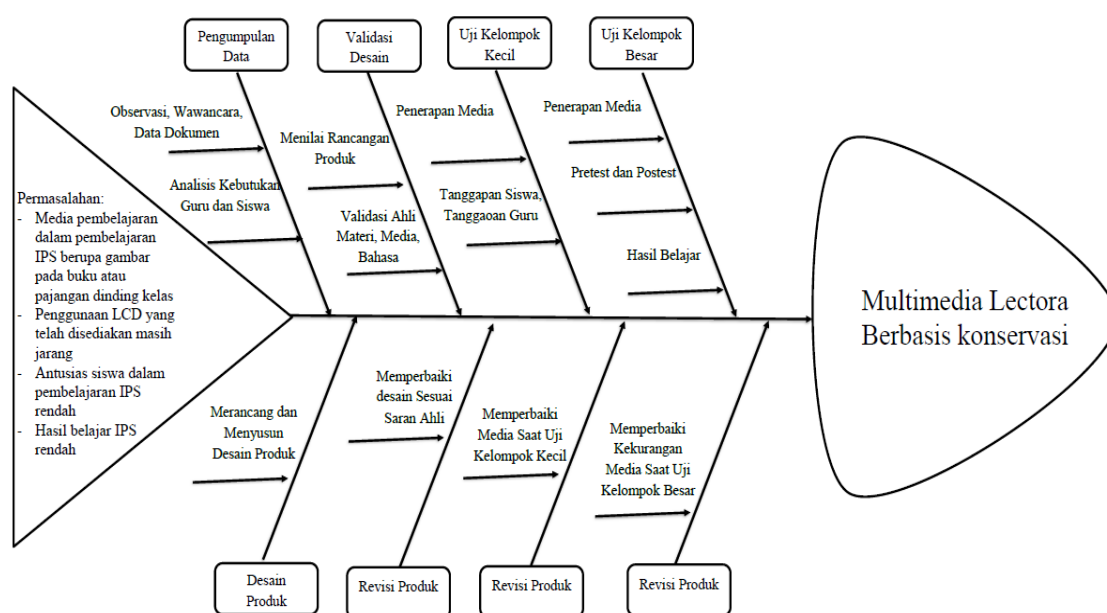 Pengumpulan
Data
Validasi
Desain
Uji Kelompok
Kecil
Uji Kelompok
Besar
Observasi, Wawancara,
Data Dokumen
Analisis Kebutukan
Guru dan Siswa
Menilai Rancangan
Produk
Validasi Ahli
Materi, Media,
Bahasa
Penerapan Media
Tanggapan Siswa,
Tanggaoan Guru
Penerapan Media
Pretest dan Postest
Hasil Belajar
Permasalahan:
- Media pembelajaran
dalam pembelajaran
IPS berupa gambar
pada buku atau
pajangan dinding kelas
- Penggunaan LCD yang
telah disediakan masih
jarang
- Antusias siswa dalam
pembelajaran IPS
rendah
- Hasil belajar IPS
rendah
Multimedia Lectora
Berbasis konservasi
Merancang dan
Menyusun
Desain Produk
Memperbaiki
desain Sesuai
Saran Ahli
Memperbaiki
Media Saat Uji
Kelompok Kecil
Memperbaiki
Kekurangan
Media Saat Uji
Kelompok Besar
Desain
Produk
Revisi Produk
Revisi Produk
Revisi Produk